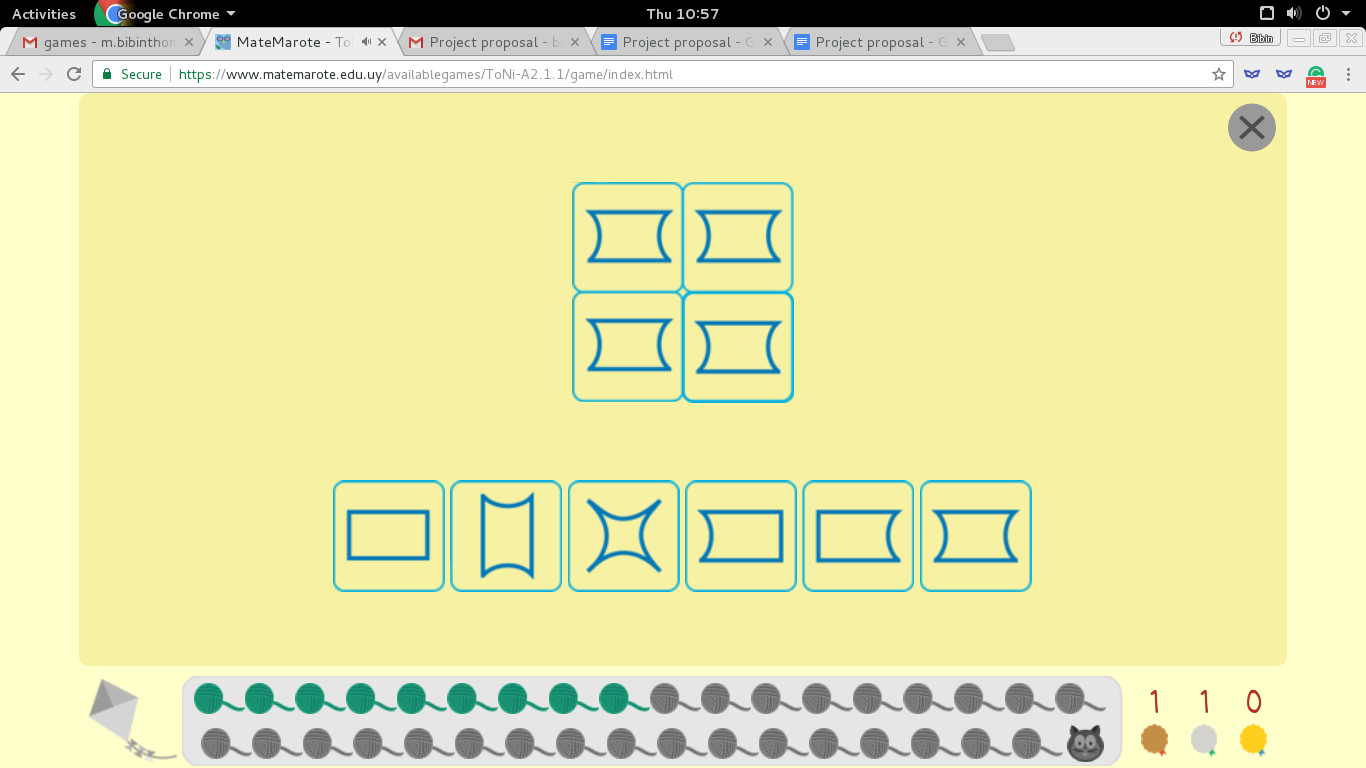 Activities Google Chrome Thu 10:57
games - m.bibinthon MateMarote - To Project proposal - b Project proposal - G Project proposal - G Bibin
Secure https://www.matemarote.edu.uy/availablegames/ToNi-A2.1.1/game/index.html NEW
1 1 0